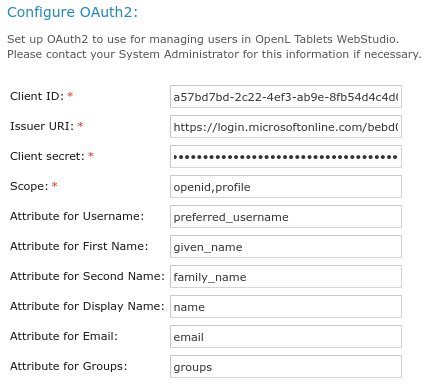 Configure OAuth2:
Set up OAuth2 to use for managing users in OpenL Tablets WebStudio.
Please contact your System Administrator for this information if necessary.
Client ID: * a57bd7bd-2c22-4ef3-ab9e-8fb54d4c4d
Issuer URI: * https://login.microsoftonline.com/bebd
Client secret: * ••••••••••••••••••••••••••••••••••••••
Scope: * openid,profile
Attribute for Username: preferred_username
Attribute for First Name: given_name
Attribute for Second Name: family_name
Attribute for Display Name: name
Attribute for Email: email
Attribute for Groups: groups